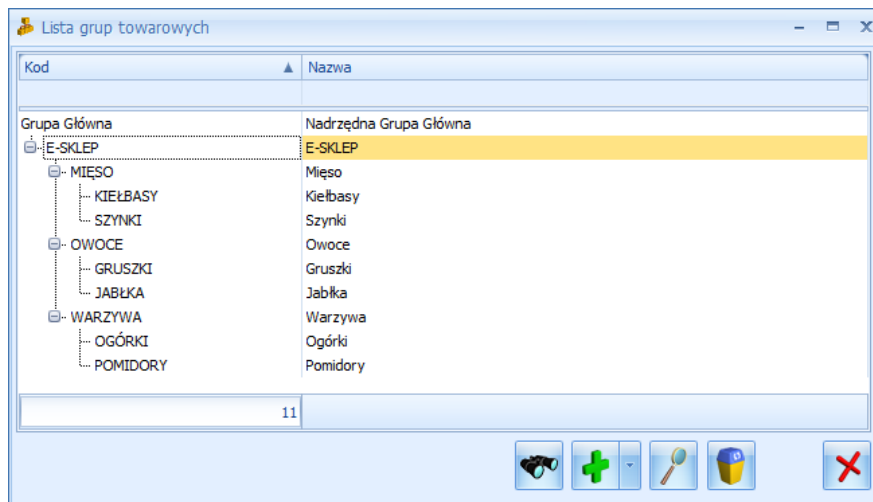 Lista grup towarowych
Kod Nazwa
Grupa Główna Nadrzędna Grupa Główna
E-SKLEP E-SKLEP
MIĘSO Mięso
KIEŁBASY Kiełbasy
SZYNKI Szynki
OWOCE Owoce
GRUSZKI Gruszki
JABŁKA Jabłka
WARZYWA Warzywa
OGÓRKI Ogórki
POMIDORY Pomidory
11